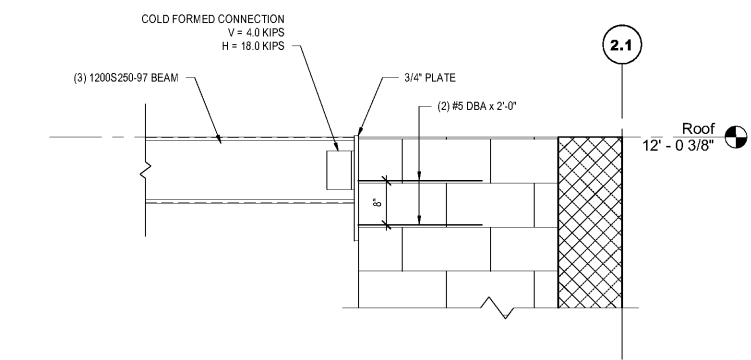 COLD FORMED CONNECTION
V = 4.0 KIPS
H = 18.0 KIPS
2.1
(3) 1200S250-97 BEAM
3/4" PLATE
(2) #5 DBA x 2'-0"
Roof
12' - 0 3/8"
8"